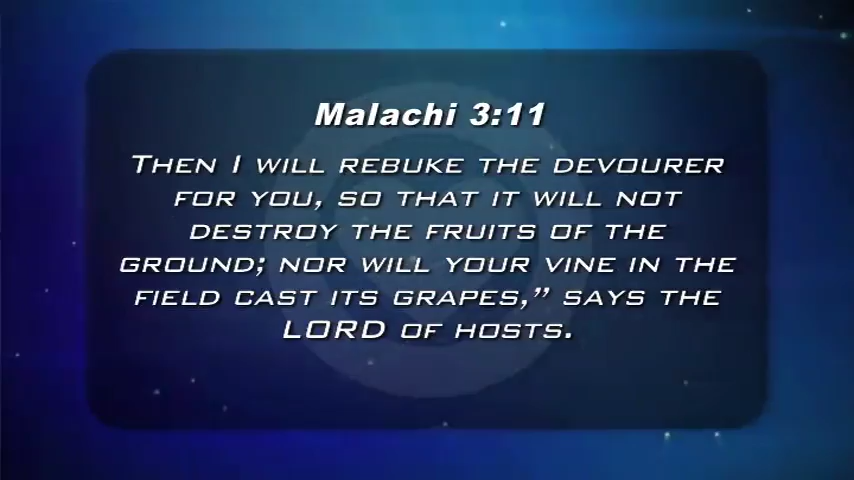 Malachi 3:11
THEN I WILL REBUKE THE DEVOURER
FOR YOU, SO THAT IT WILL NOT
DESTROY THE FRUITS OF THE
GROUND; NOR WILL YOUR VINE IN THE
FIELD CAST ITS GRAPES,” SAYS THE
LORD OF HOSTS.